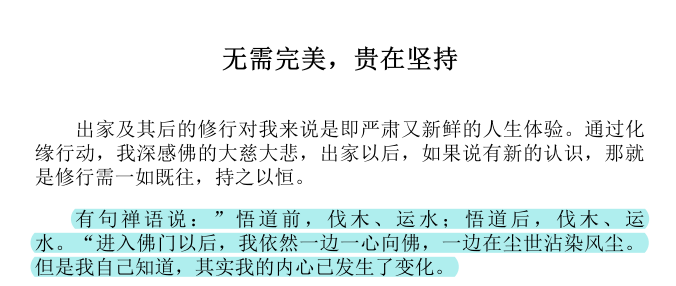 无需完美，贵在坚持
出家及其后的修行对我来说是即严肃又新鲜的人生体验。通过化
缘行动，我深感佛的大慈大悲，出家以后，如果说有新的认识，那就
是修行需一如既往，持之以恒。
有句禅语说：”悟道前，伐木、运水；悟道后，伐木、运
水。“进入佛门以后，我依然一边一心向佛，一边在尘世沾染风尘。
但是我自己知道，其实我的内心已发生了变化。